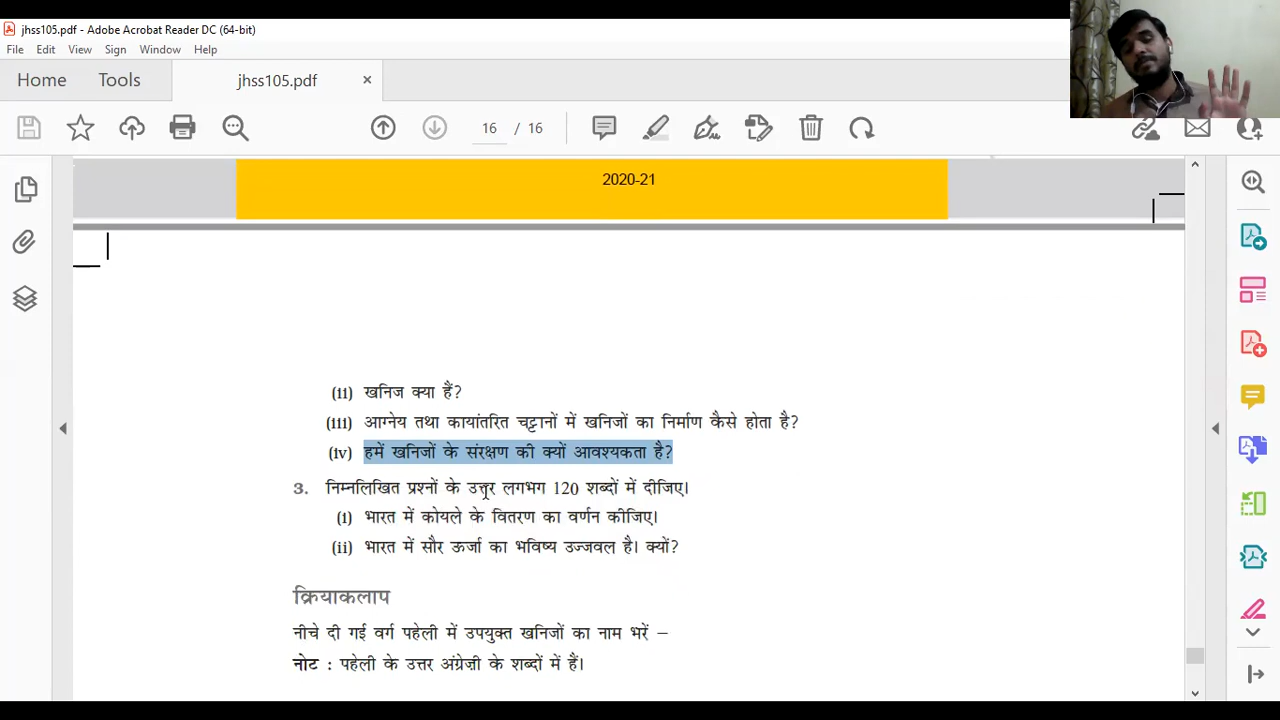 jhss105.pdf - Adobe Acrobat Reader DC (64-bit)
File Edit View Sign Window Help
Home Tools jhss105.pdf ×
16 / 16
2020-21
(ii) खनिज क्या हैं?
(iii) आग्नेय तथा कायांतरित चट्टानों में खनिजों का निर्माण कैसे होता है?
(iv) हमें खनिजों के संरक्षण की क्यों आवश्यकता है?
3. निम्नलिखित प्रश्नों के उत्तर लगभग 120 शब्दों में दीजिए।
(i) भारत में कोयले के वितरण का वर्णन कीजिए।
(ii) भारत में सौर ऊर्जा का भविष्य उज्जवल है। क्यों?
क्रियाकलाप
नीचे दी गई वर्ग पहेली में उपयुक्त खनिजों का नाम भरें –
नोट : पहेली के उत्तर अंग्रेजी के शब्दों में हैं।